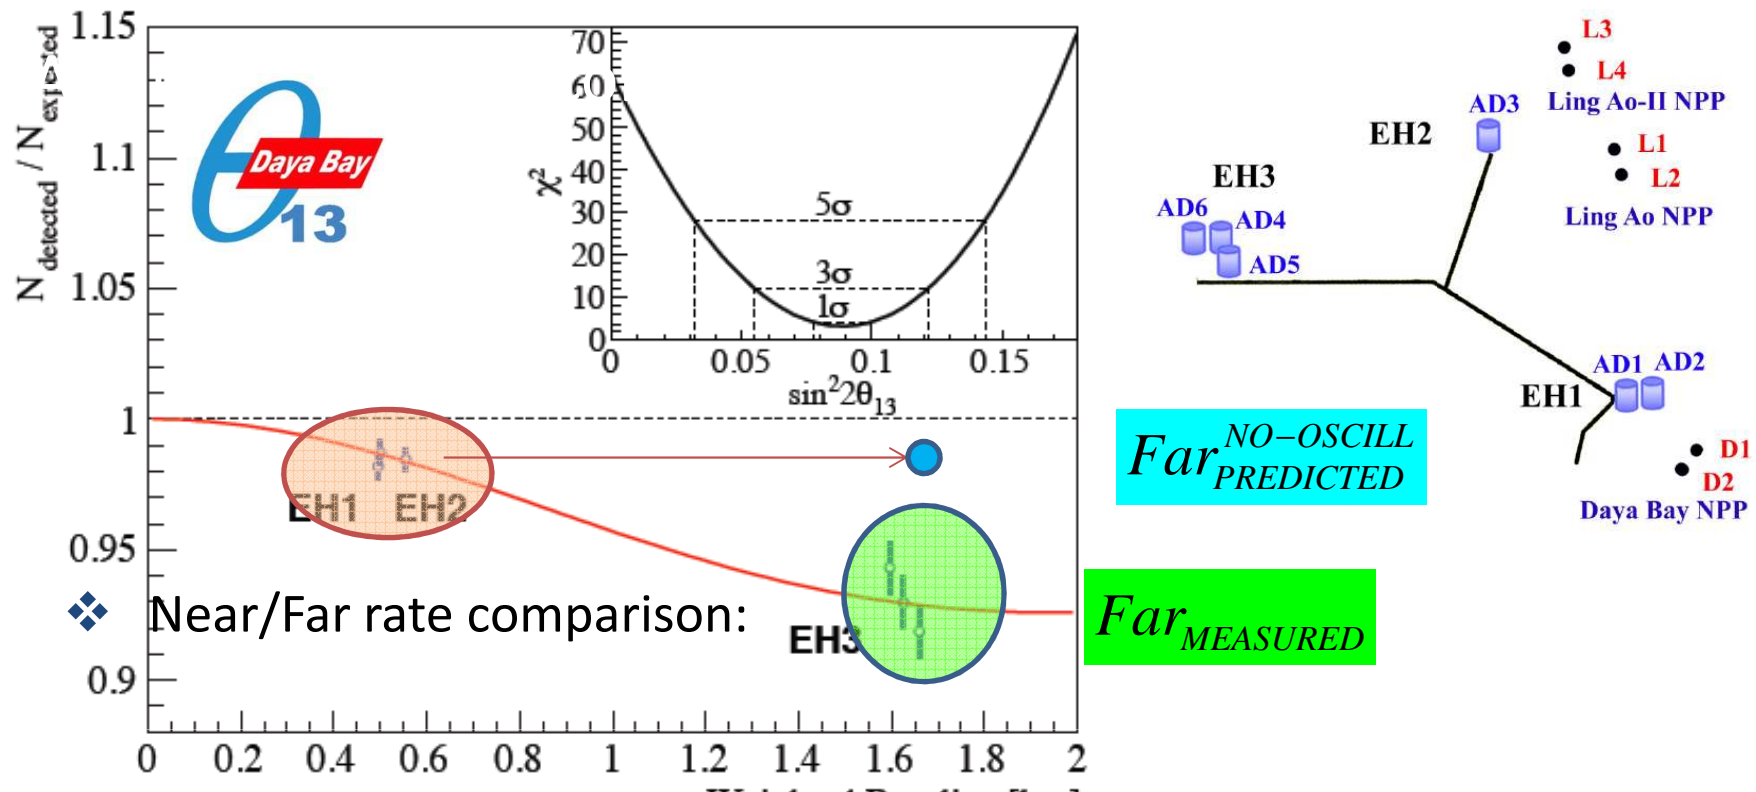 N detected / N expected
1.15
1.1
1.05
1
0.95
0.9
0
0.2
0.4
0.6
0.8
1
1.2
1.4
1.6
1.8
2
Daya Bay
θ
13
χ²
70
60
50
40
30
20
10
0
5σ
3σ
1σ
0
0.05
0.1
0.15
sin²2θ₁₃
EH1
EH2
EH3
❖ Near/Far rate comparison:
Far NO−OSCILL PREDICTED
Far MEASURED
L3
L4
Ling Ao-II NPP
AD3
EH2
L1
L2
Ling Ao NPP
EH3
AD6
AD4
AD5
AD1
AD2
EH1
D1
D2
Daya Bay NPP